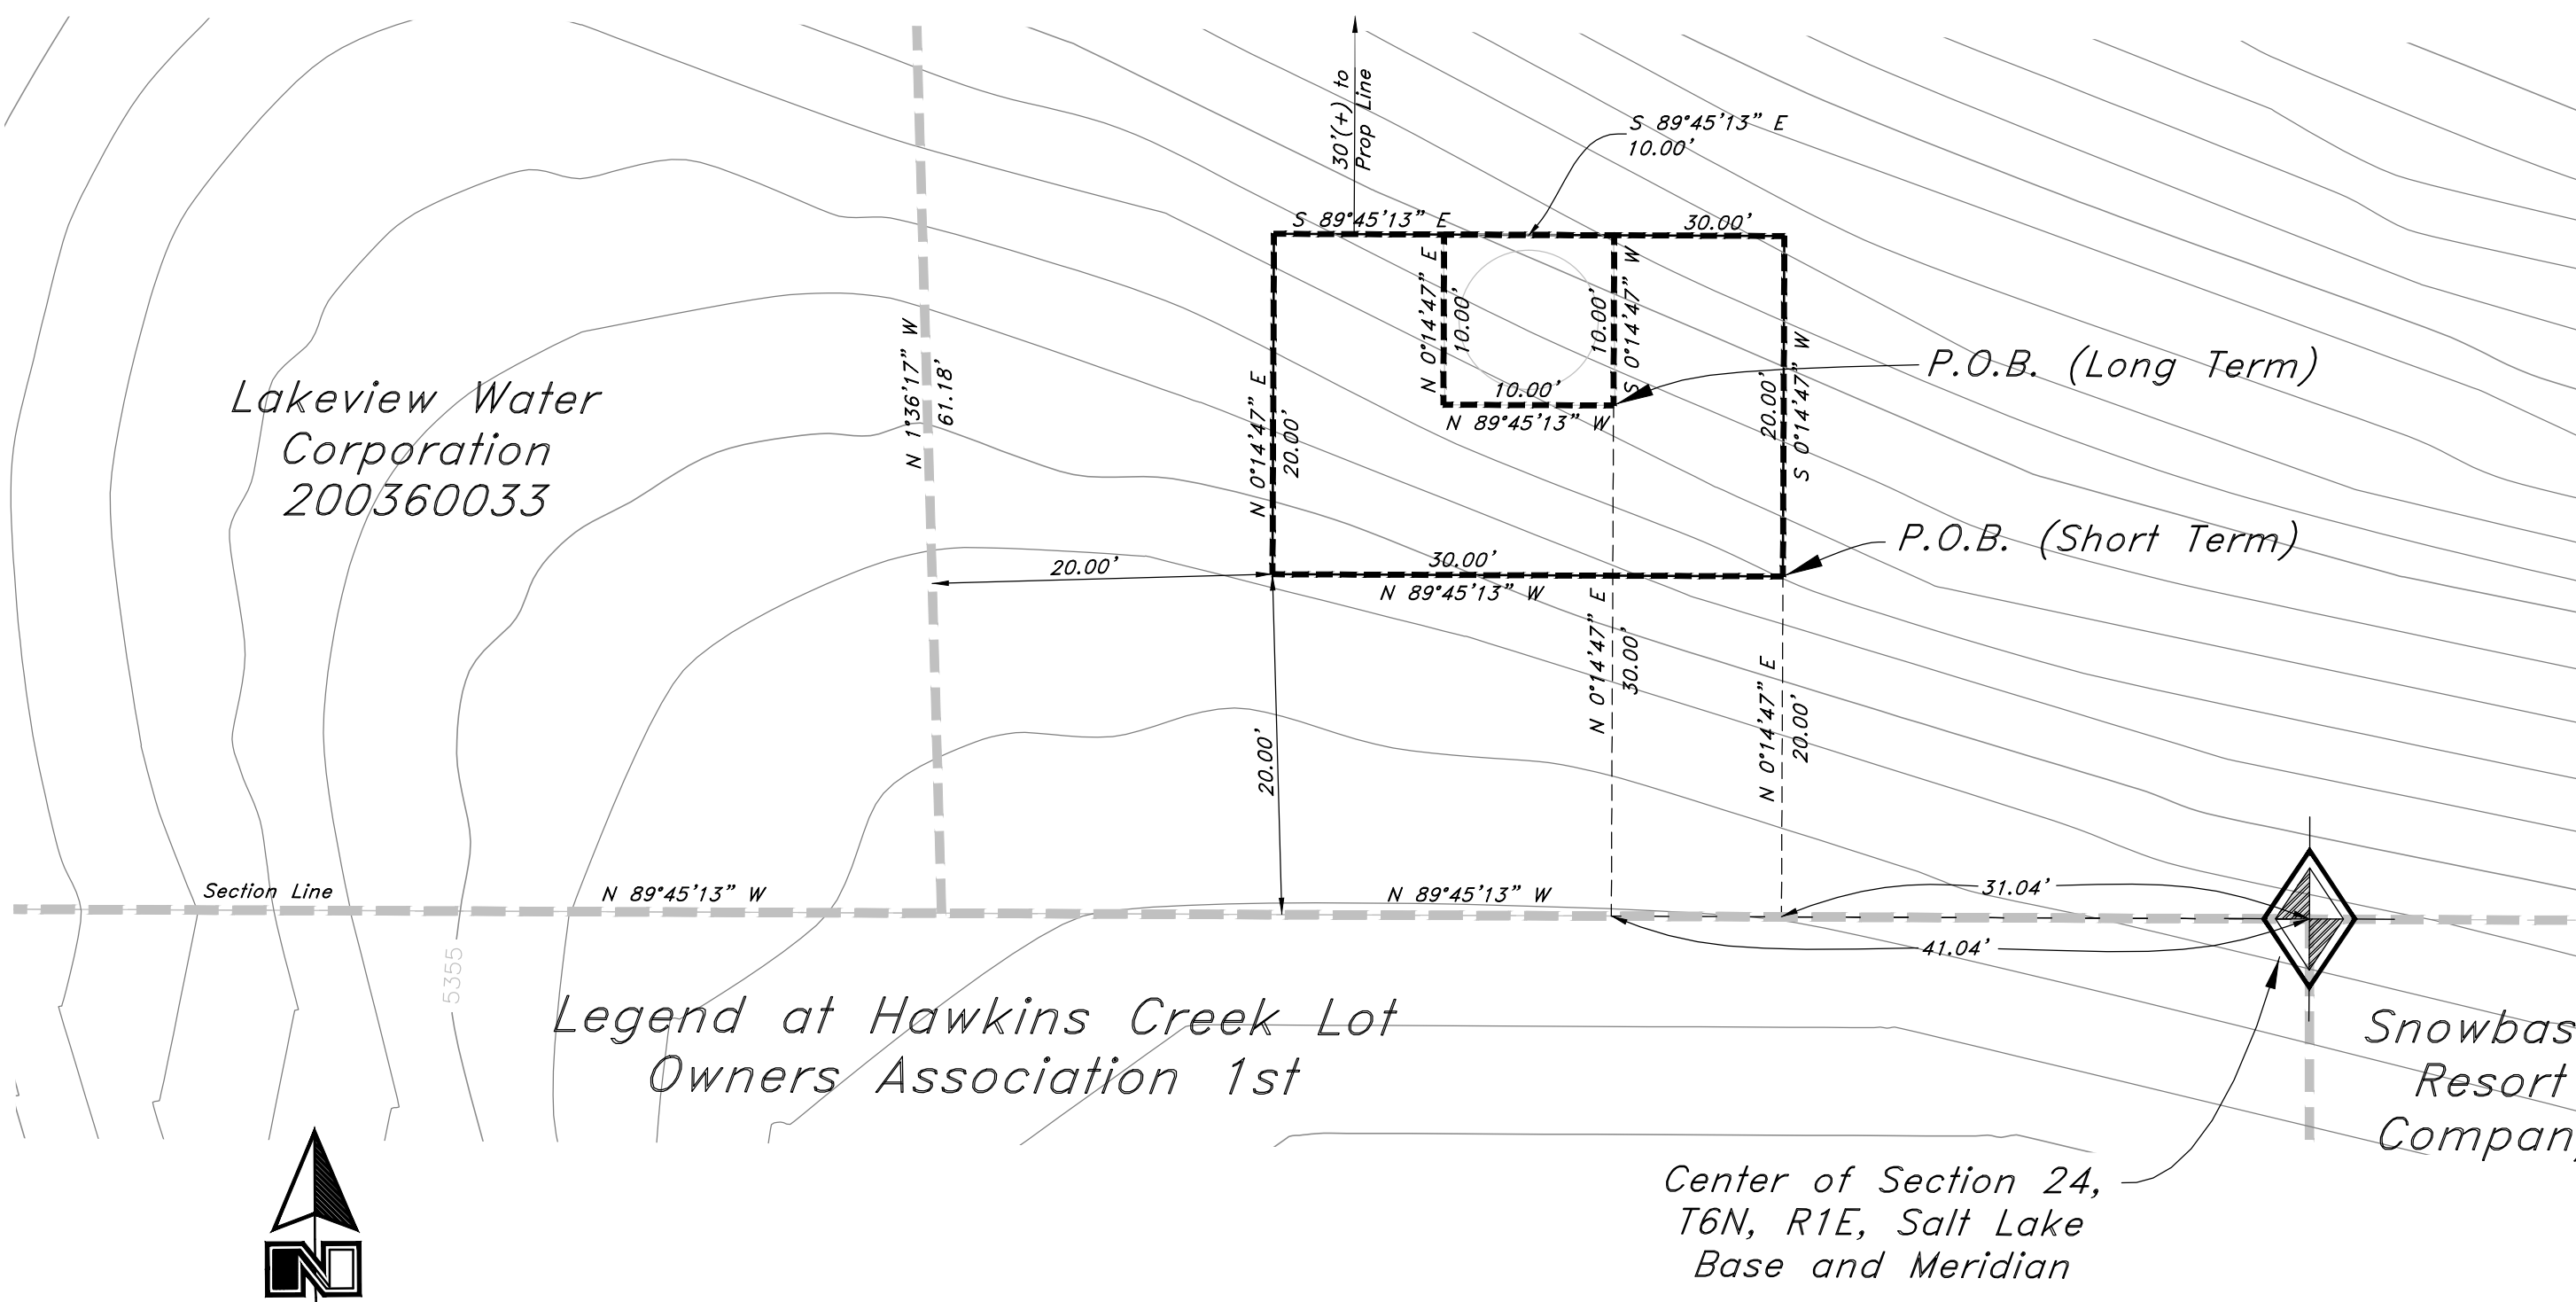 30'(+) to
Prop Line
S 89°45'13" E
10.00'
S 89°45'13" E
30.00'
N 0°14'47" E
10.00'
10.00'
S 0°14'47" W
10.00'
N 89°45'13" W
P.O.B. (Long Term)
N 1°36'17" W
61.18'
N 0°14'47" E
20.00'
20.00'
S 0°14'47" W
Lakeview Water
Corporation
200360033
P.O.B. (Short Term)
20.00'
30.00'
N 89°45'13" W
N 0°14'47" E
30.00'
N 0°14'47" E
20.00'
20.00'
Section Line
N 89°45'13" W
N 89°45'13" W
31.04'
41.04'
5355
Legend at Hawkins Creek Lot
Owners Association 1st
Snowbas
Resort
Compan
Center of Section 24,
T6N, R1E, Salt Lake
Base and Meridian
N